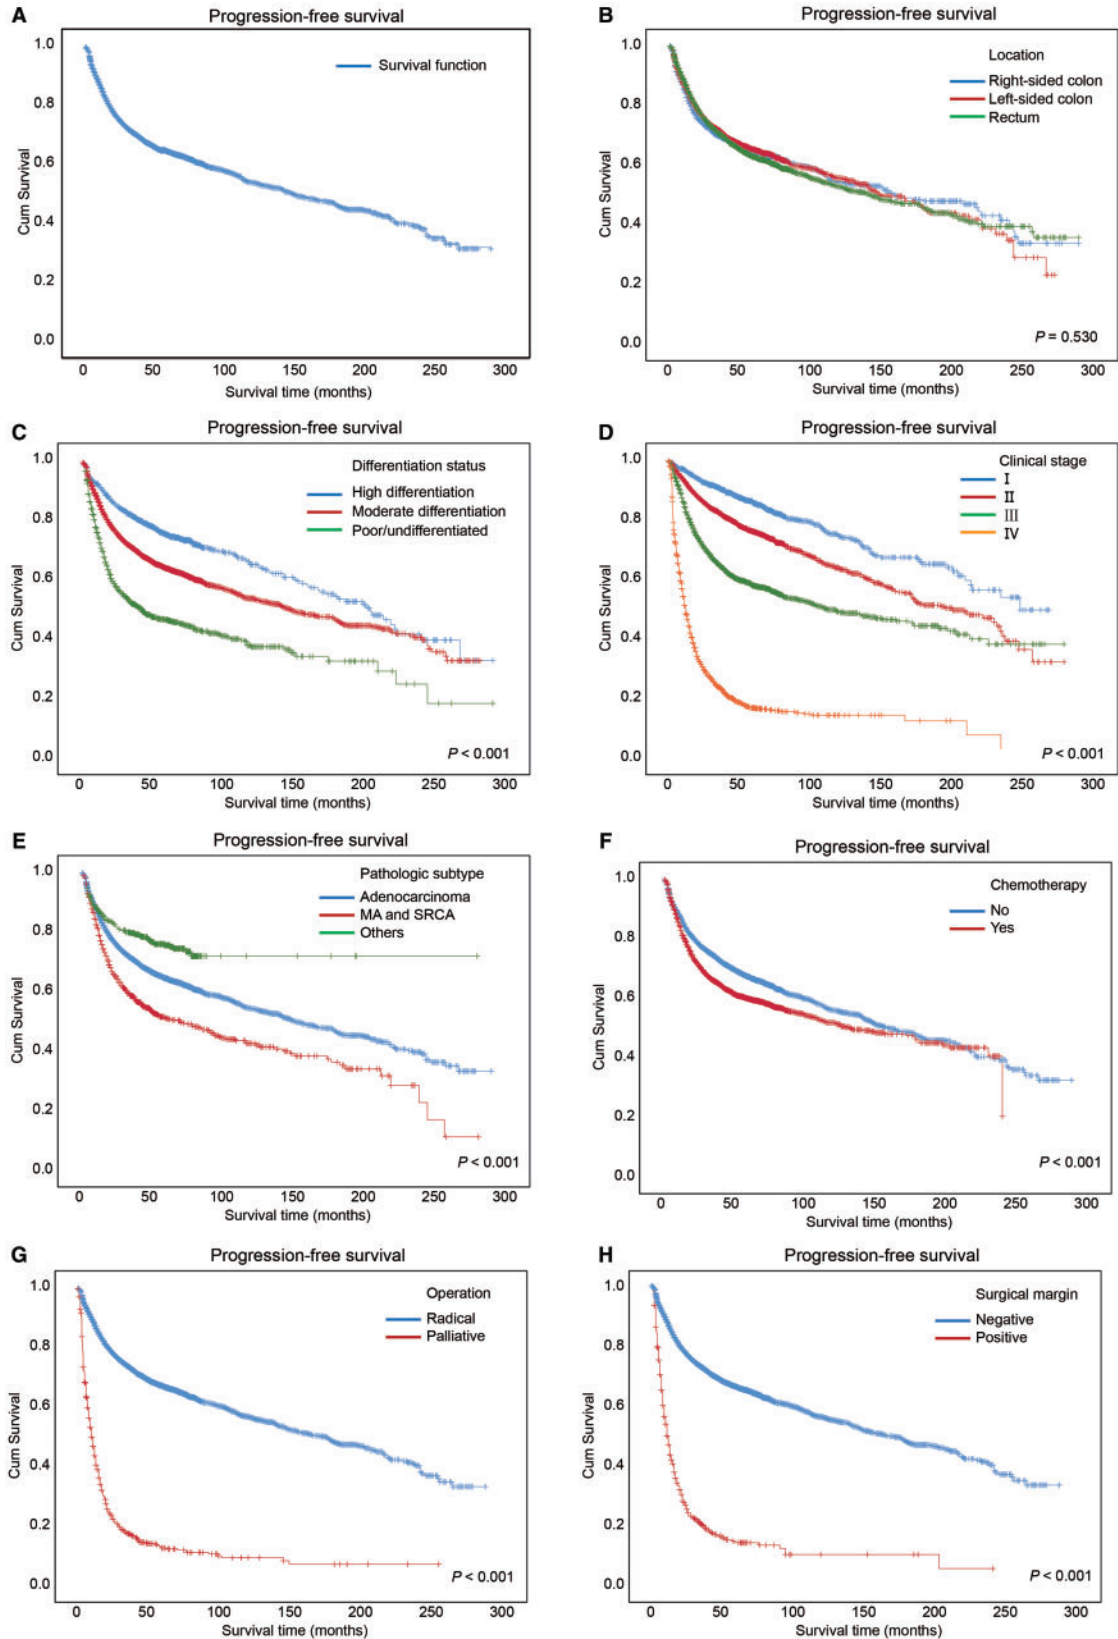 A
Progression-free survival
Survival function
1.0
0.8
0.6
0.4
0.2
0.0
Cum Survival
0 50 100 150 200 250 300
Survival time (months)
B
Progression-free survival
Location
Right-sided colon
Left-sided colon
Rectum
1.0
0.8
0.6
0.4
0.2
0.0
Cum Survival
P = 0.530
0 50 100 150 200 250 300
Survival time (months)
C
Progression-free survival
Differentiation status
High differentiation
Moderate differentiation
Poor/undifferentiated
1.0
0.8
0.6
0.4
0.2
0.0
Cum Survival
P < 0.001
0 50 100 150 200 250 300
Survival time (months)
D
Progression-free survival
Clinical stage
I
II
III
IV
1.0
0.8
0.6
0.4
0.2
0.0
Cum Survival
P < 0.001
0 50 100 150 200 250 300
Survival time (months)
E
Progression-free survival
Pathologic subtype
Adenocarcinoma
MA and SRCA
Others
1.0
0.8
0.6
0.4
0.2
0.0
Cum Survival
P < 0.001
0 50 100 150 200 250 300
Survival time (months)
F
Progression-free survival
Chemotherapy
No
Yes
1.0
0.8
0.6
0.4
0.2
0.0
Cum Survival
P < 0.001
0 50 100 150 200 250 300
Survival time (months)
G
Progression-free survival
Operation
Radical
Palliative
1.0
0.8
0.6
0.4
0.2
0.0
Cum Survival
P < 0.001
0 50 100 150 200 250 300
Survival time (months)
H
Progression-free survival
Surgical margin
Negative
Positive
1.0
0.8
0.6
0.4
0.2
0.0
Cum Survival
P < 0.001
0 50 100 150 200 250 300
Survival time (months)